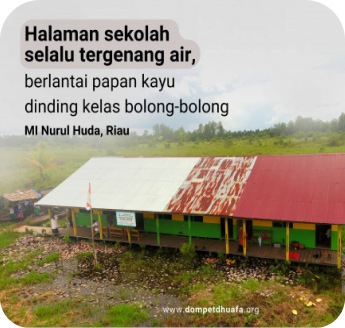 Halaman sekolah
selalu tergenang air,
berlantai papan kayu
dinding kelas bolong-bolong
MI Nurul Huda, Riau
www.dompetdhuafa.org